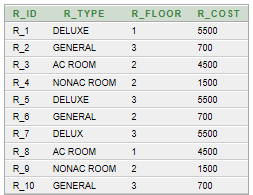 R_ID R_TYPE R_FLOOR R_COST
R_1 DELUXE 1 5500
R_2 GENERAL 3 700
R_3 AC ROOM 2 4500
R_4 NONAC ROOM 2 1500
R_5 DELUXE 3 5500
R_6 GENERAL 2 700
R_7 DELUX 3 5500
R_8 AC ROOM 1 4500
R_9 NONAC ROOM 2 1500
R_10 GENERAL 3 700